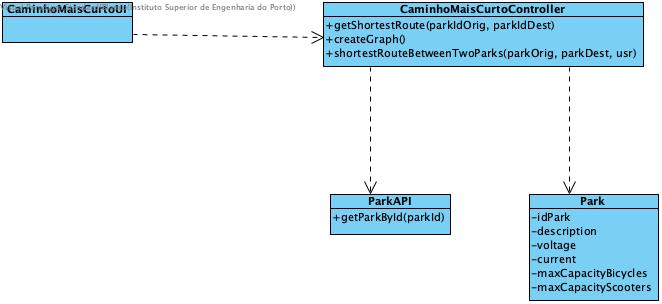 (Instituto Superior de Engenharia do Porto))
CaminhoMaisCurtoUI
CaminhoMaisCurtoController
+getShortestRoute(parkIdOrig, parkIdDest)
+createGraph()
+shortestRouteBetweenTwoParks(parkOrig, parkDest, usr)
ParkAPI
+getParkById(parkId)
Park
-idPark
-description
-voltage
-current
-maxCapacityBicycles
-maxCapacityScooters